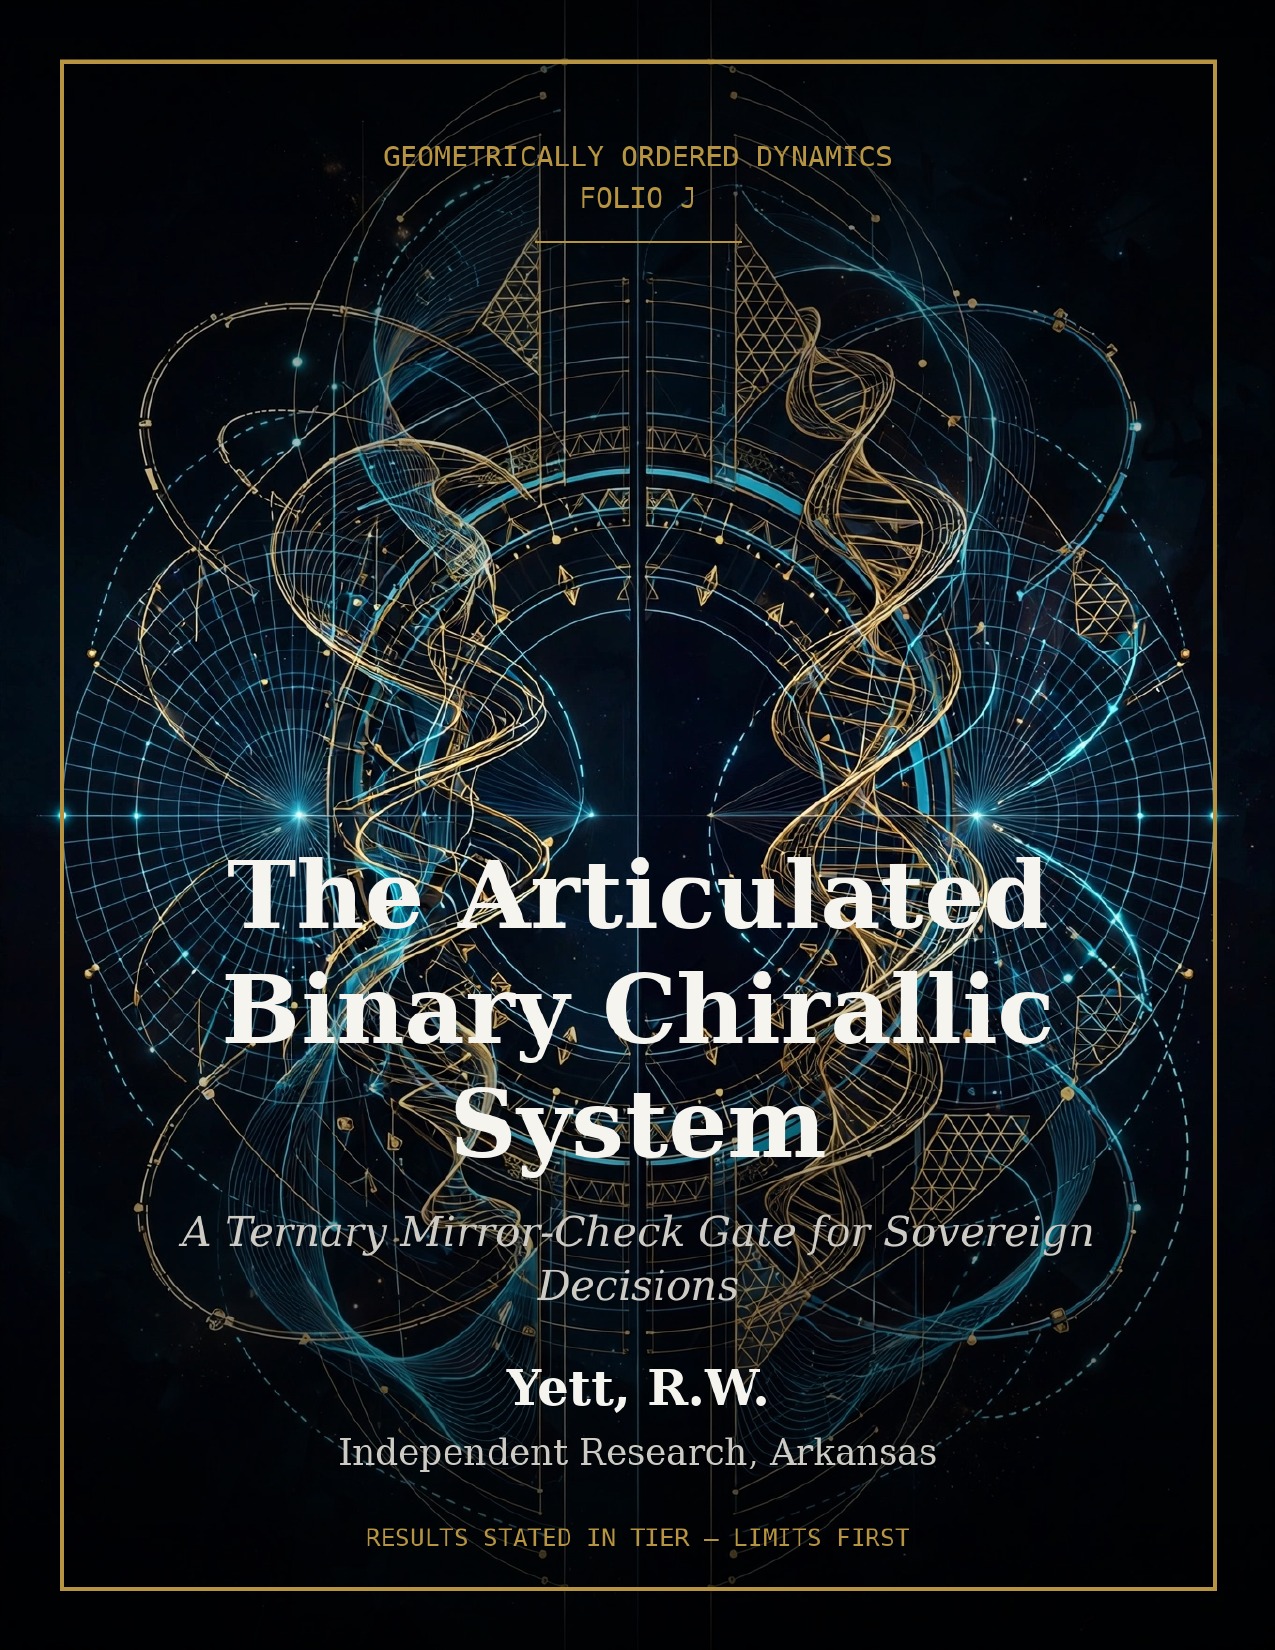 GEOMETRICALLY ORDERED DYNAMICS
FOLIO J
The Articulated
Binary Chirallic
System
A Ternary Mirror-Check Gate for Sovereign
Decisions
Yett, R.W.
Independent Research, Arkansas
RESULTS STATED IN TIER — LIMITS FIRST